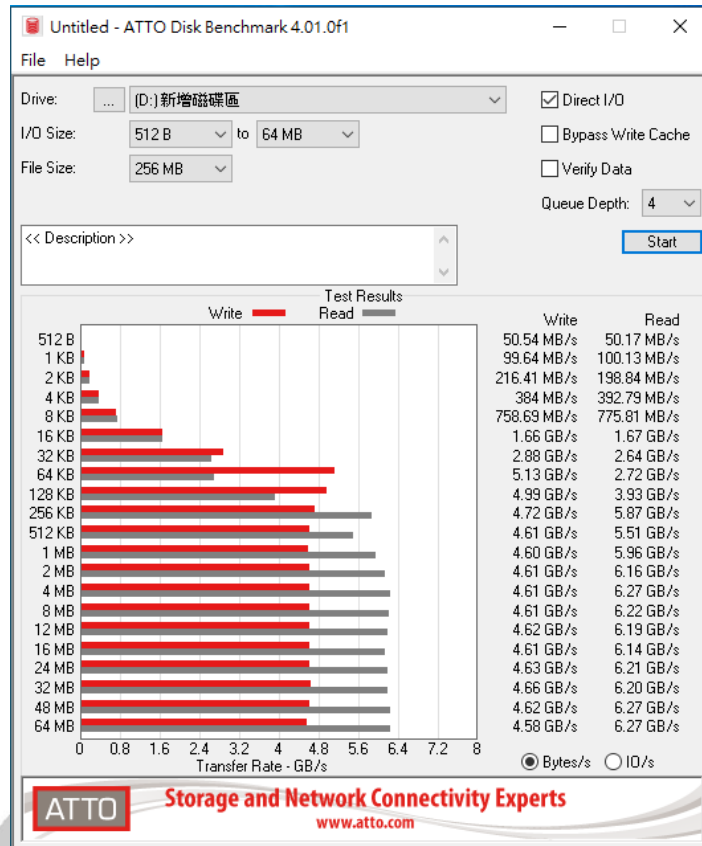 Untitled - ATTO Disk Benchmark 4.01.0f1
File Help
Drive: ... (D:)新增磁碟區
Direct I/O
I/O Size: 512 B to 64 MB
Bypass Write Cache
File Size: 256 MB
Verify Data
Queue Depth: 4
<< Description >>
Start
Test Results
Write Read
Write Read
512 B 50.54 MB/s 50.17 MB/s
1 KB 99.64 MB/s 100.13 MB/s
2 KB 216.41 MB/s 198.84 MB/s
4 KB 384 MB/s 392.79 MB/s
8 KB 758.69 MB/s 775.81 MB/s
16 KB 1.66 GB/s 1.67 GB/s
32 KB 2.88 GB/s 2.64 GB/s
64 KB 5.13 GB/s 2.72 GB/s
128 KB 4.99 GB/s 3.93 GB/s
256 KB 4.72 GB/s 5.87 GB/s
512 KB 4.61 GB/s 5.51 GB/s
1 MB 4.60 GB/s 5.96 GB/s
2 MB 4.61 GB/s 6.16 GB/s
4 MB 4.61 GB/s 6.27 GB/s
8 MB 4.61 GB/s 6.22 GB/s
12 MB 4.62 GB/s 6.19 GB/s
16 MB 4.61 GB/s 6.14 GB/s
24 MB 4.63 GB/s 6.21 GB/s
32 MB 4.66 GB/s 6.20 GB/s
48 MB 4.62 GB/s 6.27 GB/s
64 MB 4.58 GB/s 6.27 GB/s
0 0.8 1.6 2.4 3.2 4 4.8 5.6 6.4 7.2 8
Transfer Rate - GB/s
Bytes/s IO/s
ATTO
Storage and Network Connectivity Experts
www.atto.com